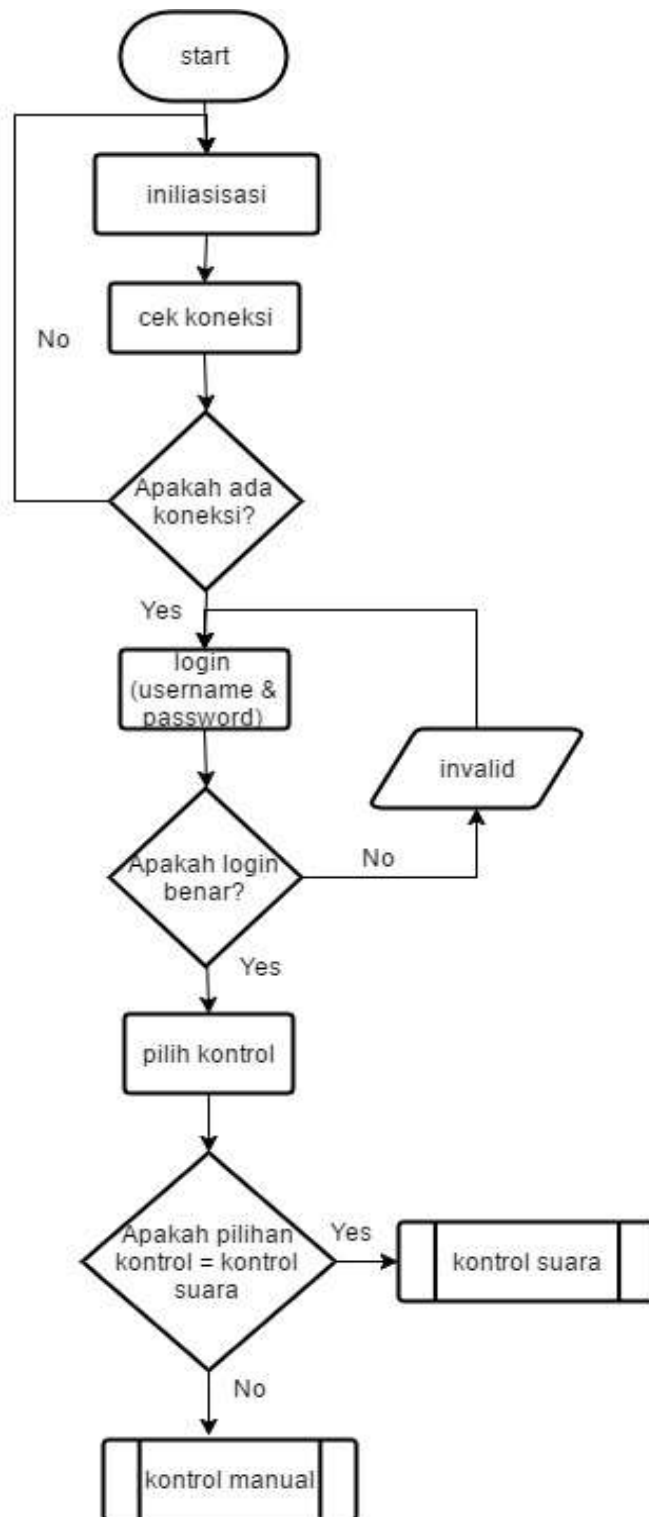 start
iniliasisasi
cek koneksi
No
Apakah ada
koneksi?
Yes
login
(username &
password)
invalid
Apakah login
benar?
No
Yes
pilih kontrol
Apakah pilihan
kontrol = kontrol
suara
Yes
kontrol suara
No
kontrol manual